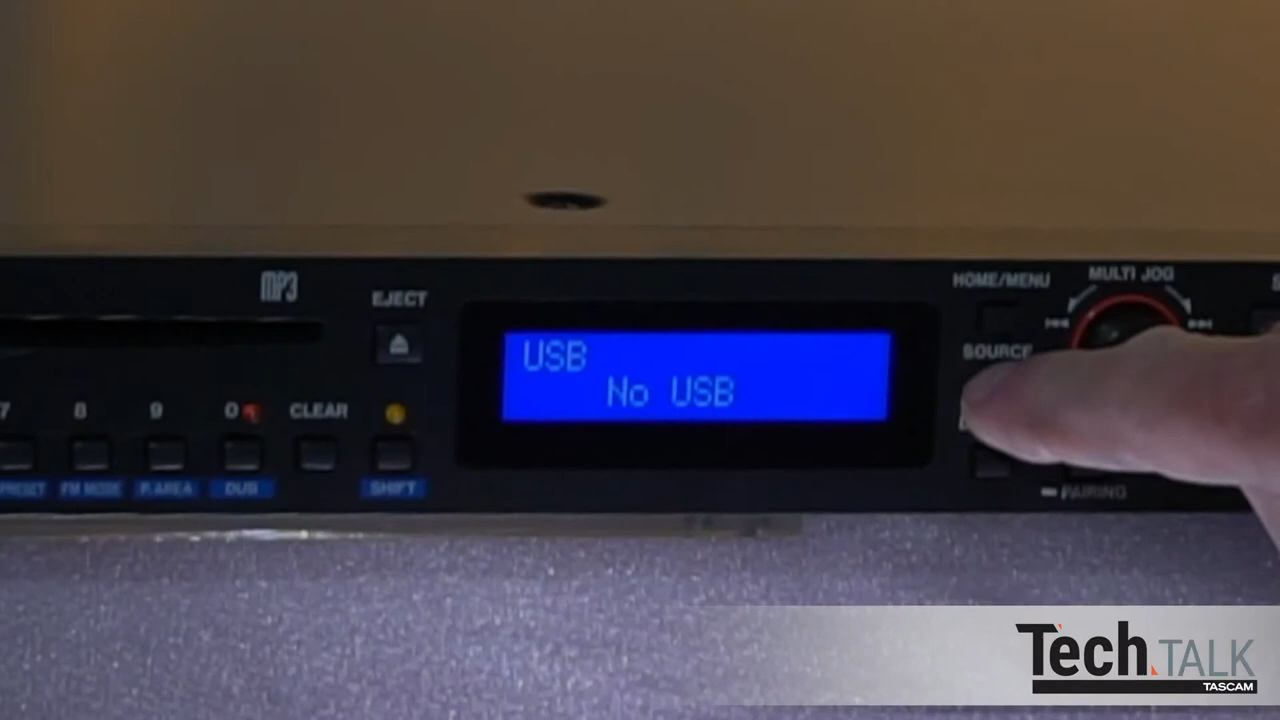 MP3
EJECT
USB
No USB
HOME/MENU
MULTI JOG
SOURCE
7 8 9 0 CLEAR
PRESET FM MODE P.AREA DUB SHIFT
PAIRING
Tech.TALK
TASCAM